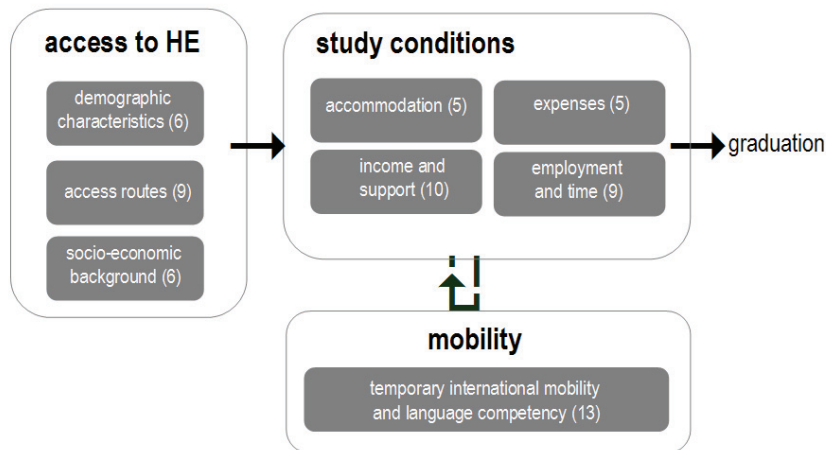 access to HE
demographic
characteristics (6)
access routes (9)
socio-economic
background (6)
study conditions
accommodation (5)
expenses (5)
income and
support (10)
employment
and time (9)
graduation
mobility
temporary international mobility
and language competency (13)